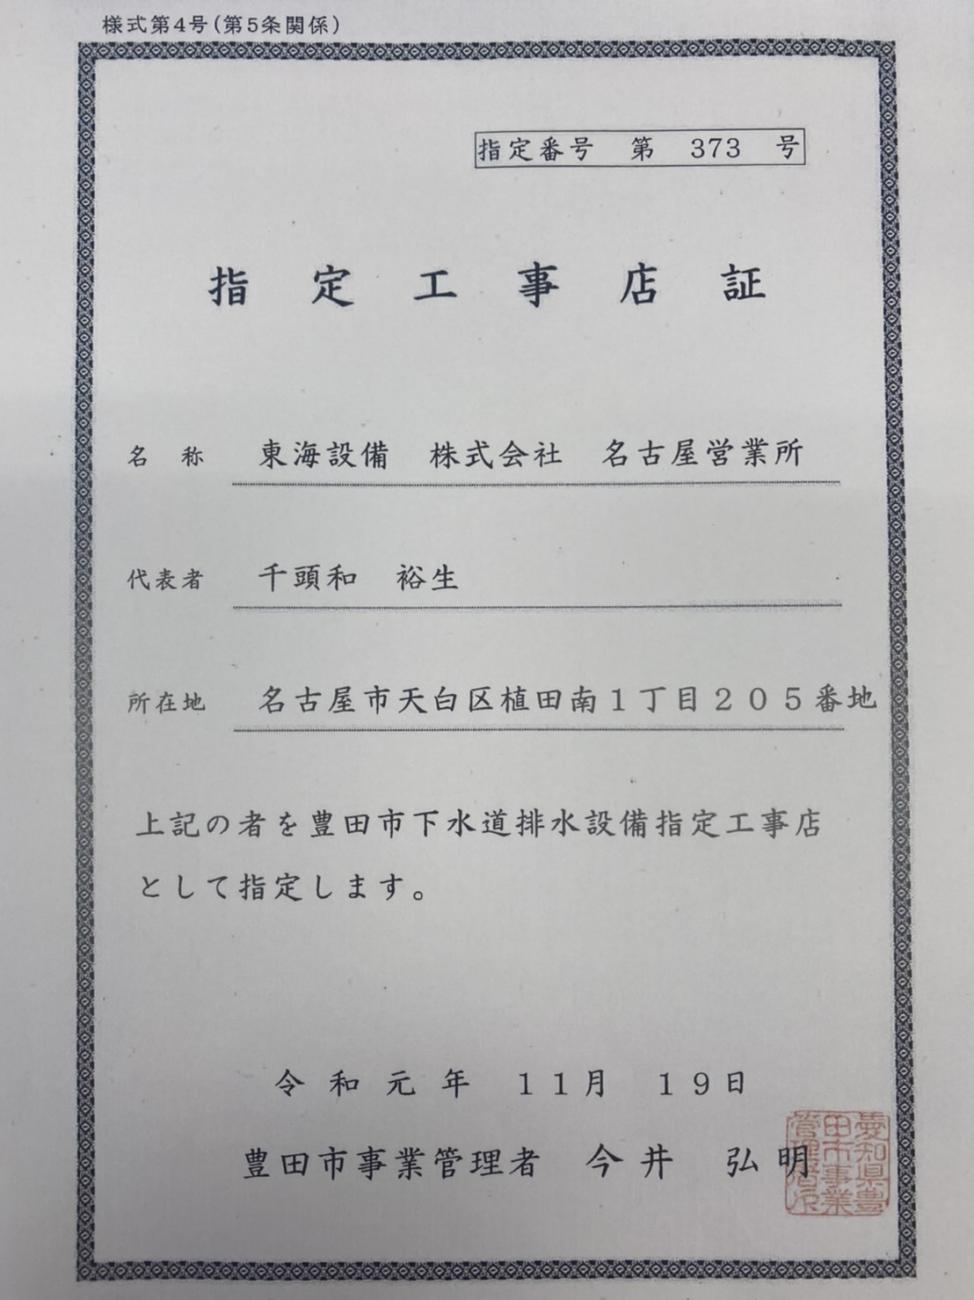 様式第4号(第5条関係)
指定番号 第 373 号
指定工事店証
名称 東海設備 株式会社 名古屋営業所
代表者 千頭和 裕生
所在地 名古屋市天白区植田南1丁目205番地
上記の者を豊田市下水道排水設備指定工事店
として指定します。
令和元年 11月 19日
豊田市事業管理者 今井 弘明
愛知県豊
田市事業
管理者印